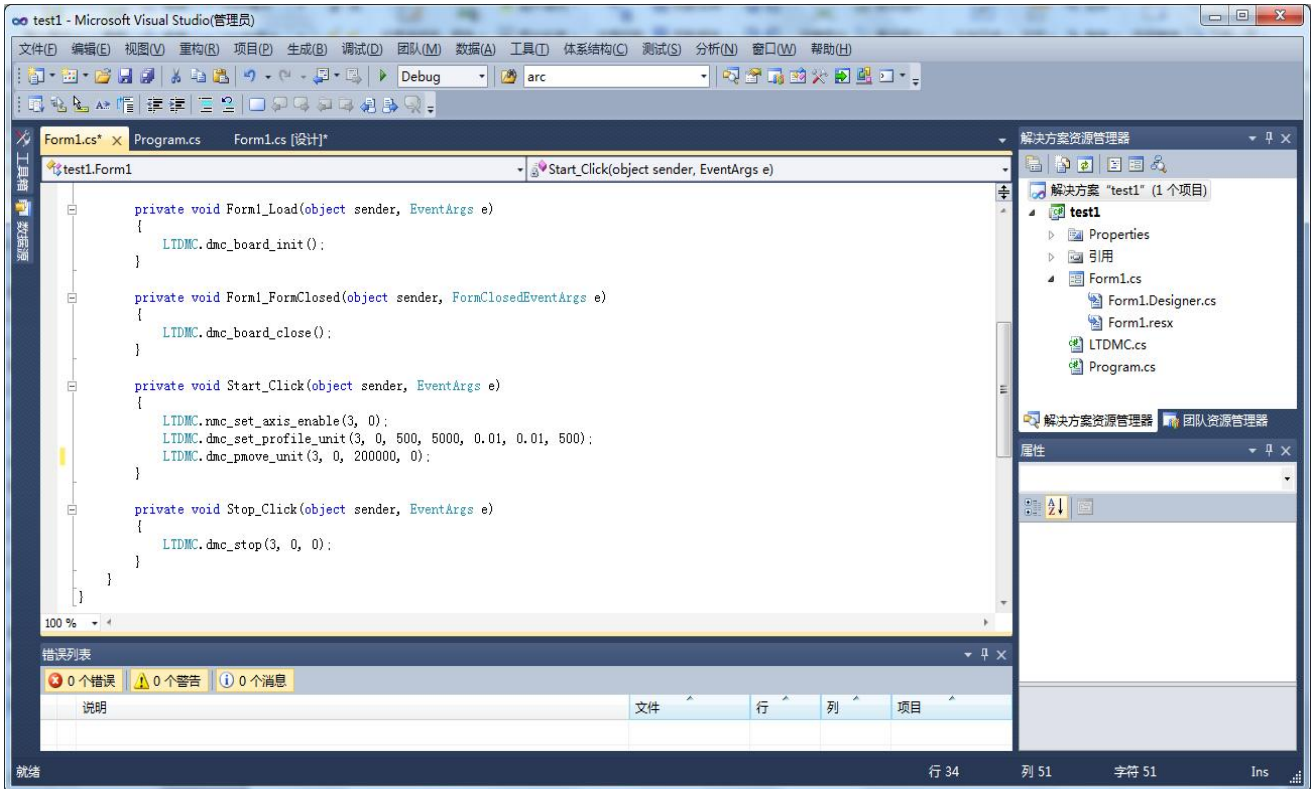 test1 - Microsoft Visual Studio(管理员)
文件(F) 编辑(E) 视图(V) 重构(R) 项目(P) 生成(B) 调试(D) 团队(M) 数据(A) 工具(T) 体系结构(C) 测试(S) 分析(N) 窗口(W) 帮助(H)
Debug arc
Form1.cs* Program.cs Form1.cs [设计]*
工具箱
数据源
test1.Form1 Start_Click(object sender, EventArgs e)
private void Form1_Load(object sender, EventArgs e)
{
LTDMC.dmc_board_init();
}
private void Form1_FormClosed(object sender, FormClosedEventArgs e)
{
LTDMC.dmc_board_close();
}
private void Start_Click(object sender, EventArgs e)
{
LTDMC.nmc_set_axis_enable(3, 0);
LTDMC.dmc_set_profile_unit(3, 0, 500, 5000, 0.01, 0.01, 500);
LTDMC.dmc_pmove_unit(3, 0, 200000, 0);
}
private void Stop_Click(object sender, EventArgs e)
{
LTDMC.dmc_stop(3, 0, 0);
}
}
}
100 %
错误列表
0 个错误 0 个警告 0 个消息
说明 文件 行 列 项目
解决方案资源管理器
解决方案 "test1" (1 个项目)
test1
Properties
引用
Form1.cs
Form1.Designer.cs
Form1.resx
LTDMC.cs
Program.cs
解决方案资源管理器 团队资源管理器
属性
就绪 行 34 列 51 字符 51 Ins